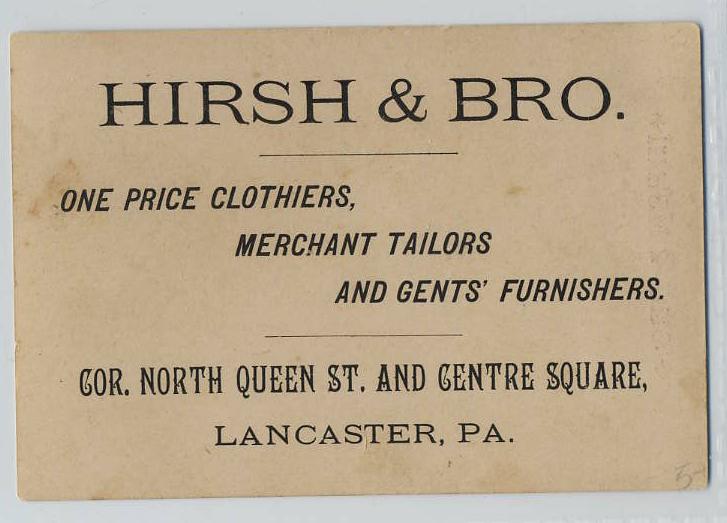 HIRSH & BRO.
ONE PRICE CLOTHIERS,
MERCHANT TAILORS
AND GENTS' FURNISHERS.
COR. NORTH QUEEN ST. AND CENTRE SQUARE,
LANCASTER, PA.
5-